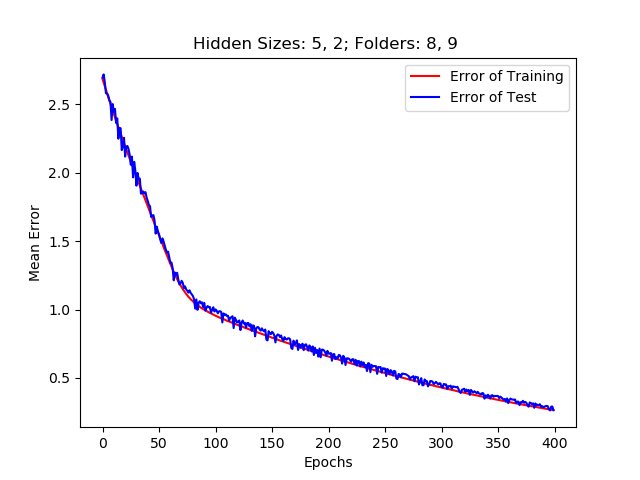 Hidden Sizes: 5, 2; Folders: 8, 9
Error of Training
Error of Test
Mean Error
2.5
2.0
1.5
1.0
0.5
0 50 100 150 200 250 300 350 400
Epochs